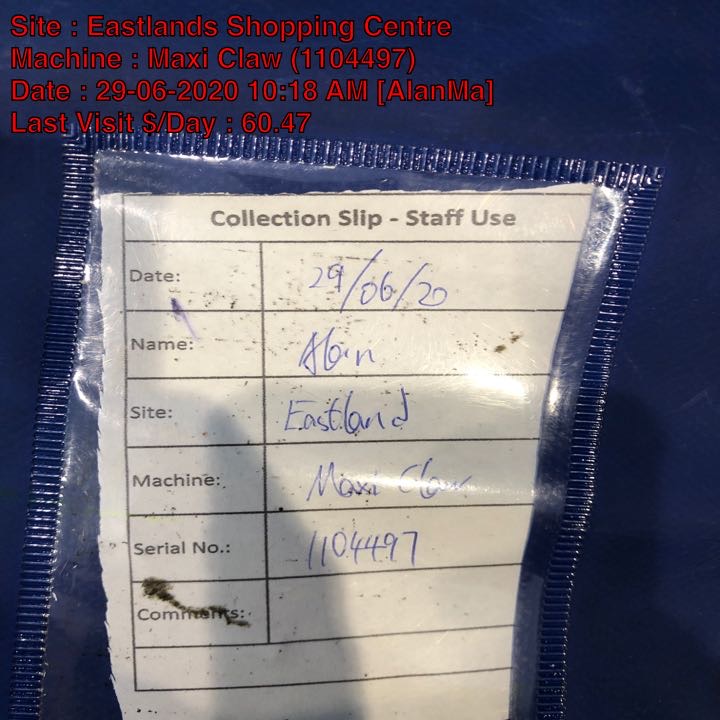 Site : Eastlands Shopping Centre
Machine : Maxi Claw (1104497)
Date : 29-06-2020 10:18 AM [AlanMa]
Last Visit $/Day : 60.47
Collection Slip - Staff Use
Date: 29/06/20
Name: Alan
Site: Eastland
Machine: Maxi Claw
Serial No.: 1104497
Comments: